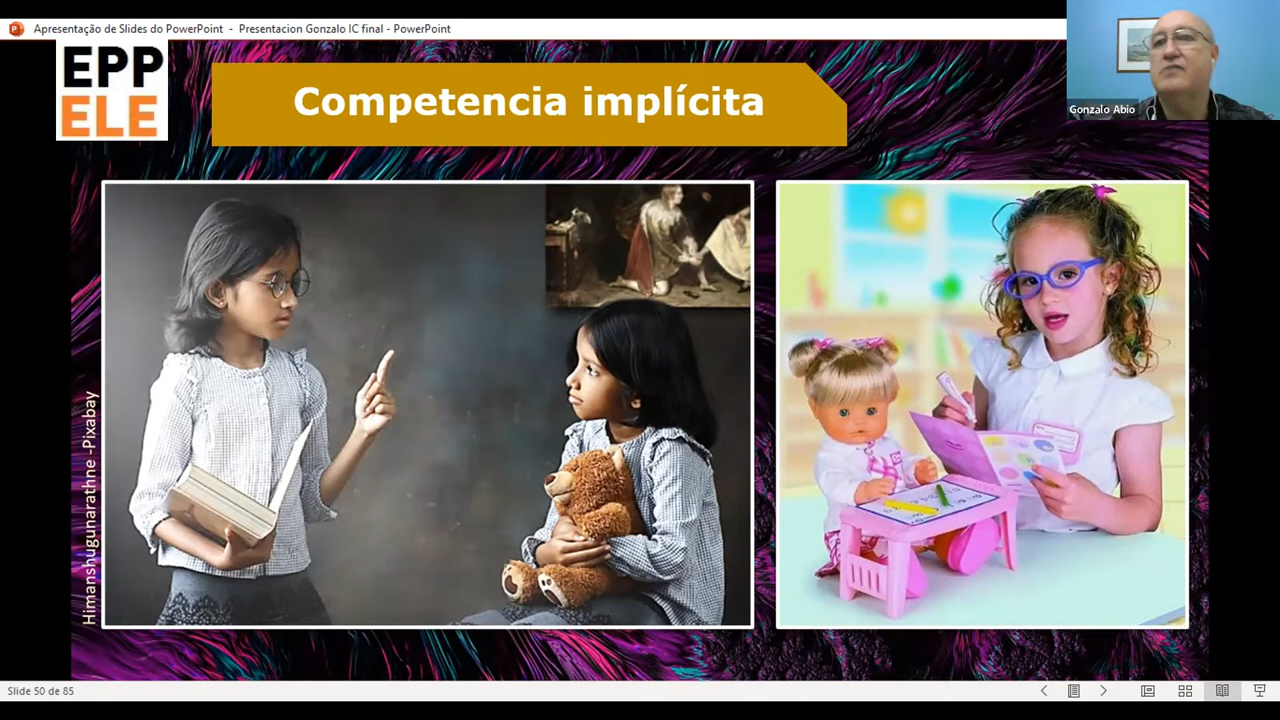 Apresentação de Slides do PowerPoint - Presentacion Gonzalo IC final - PowerPoint
EPP
ELE
Competencia implícita
Gonzalo Abio
Himanshugunarathne -Pixabay
Slide 50 de 85